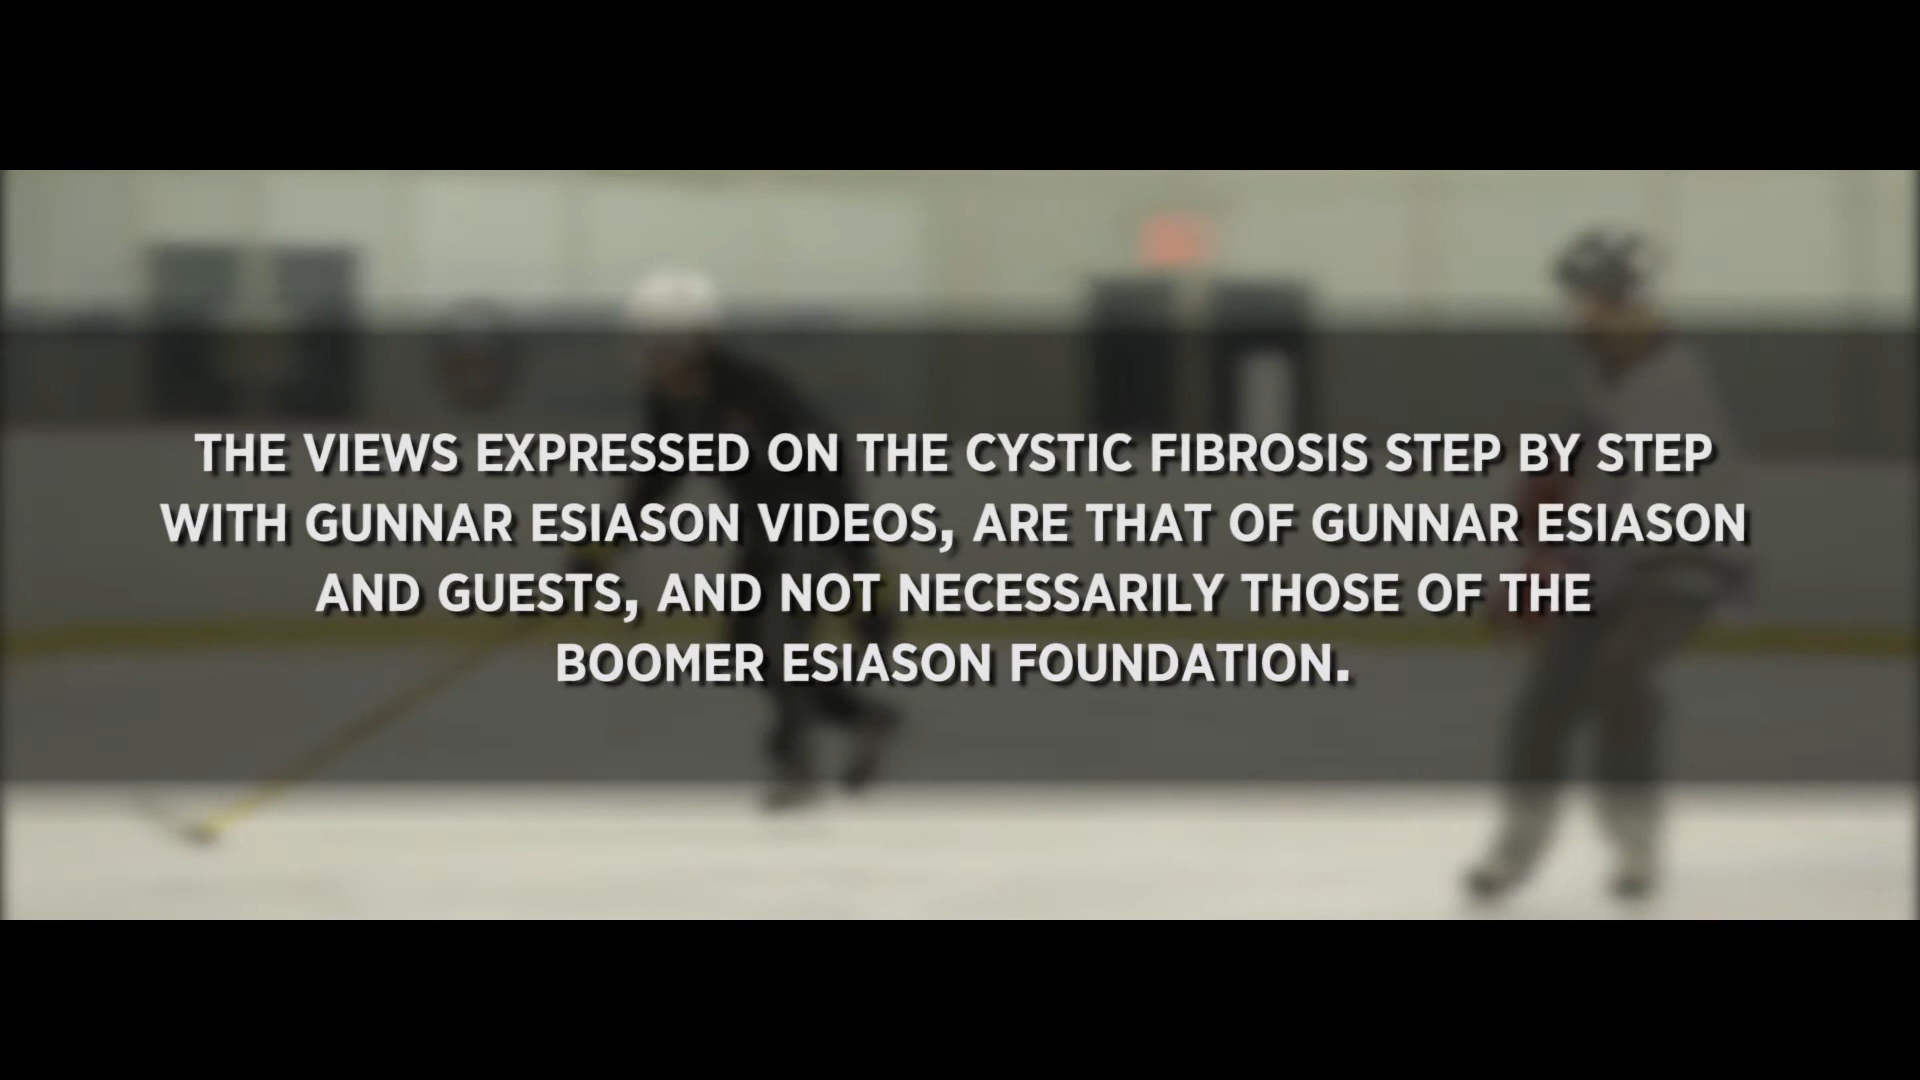 THE VIEWS EXPRESSED ON THE CYSTIC FIBROSIS STEP BY STEP
WITH GUNNAR ESIASON VIDEOS, ARE THAT OF GUNNAR ESIASON
AND GUESTS, AND NOT NECESSARILY THOSE OF THE
BOOMER ESIASON FOUNDATION.